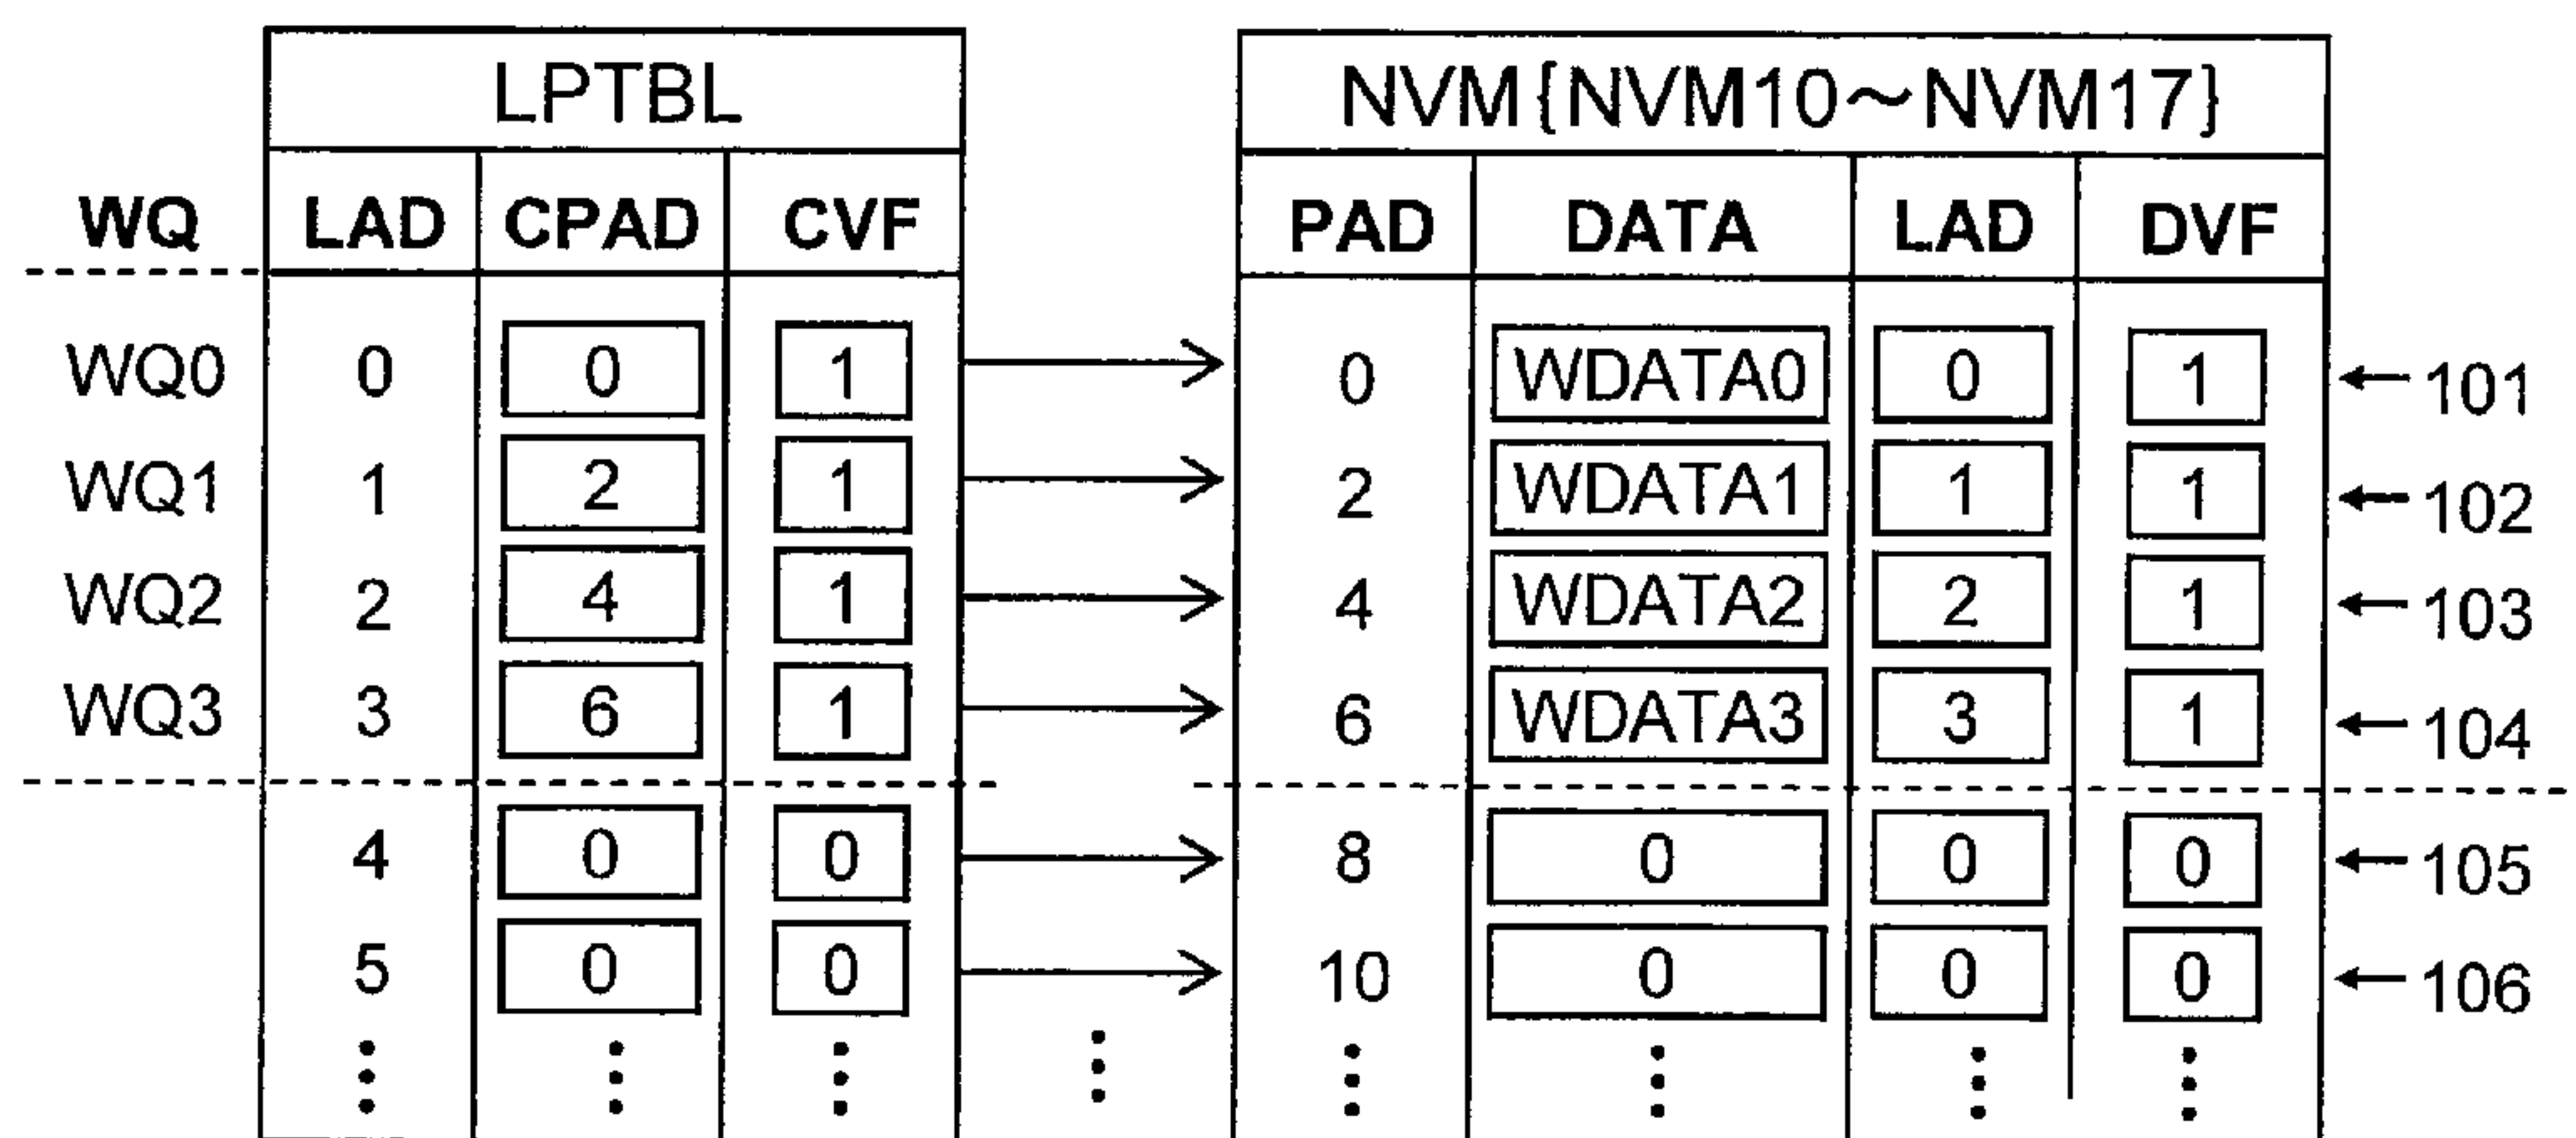 LPTBL NVM{NVM10～NVM17}
WQ LAD CPAD CVF PAD DATA LAD DVF
WQ0 0 0 1 0 WDATA0 0 1 101
WQ1 1 2 1 2 WDATA1 1 1 102
WQ2 2 4 1 4 WDATA2 2 1 103
WQ3 3 6 1 6 WDATA3 3 1 104
4 0 0 8 0 0 0 105
5 0 0 10 0 0 0 106